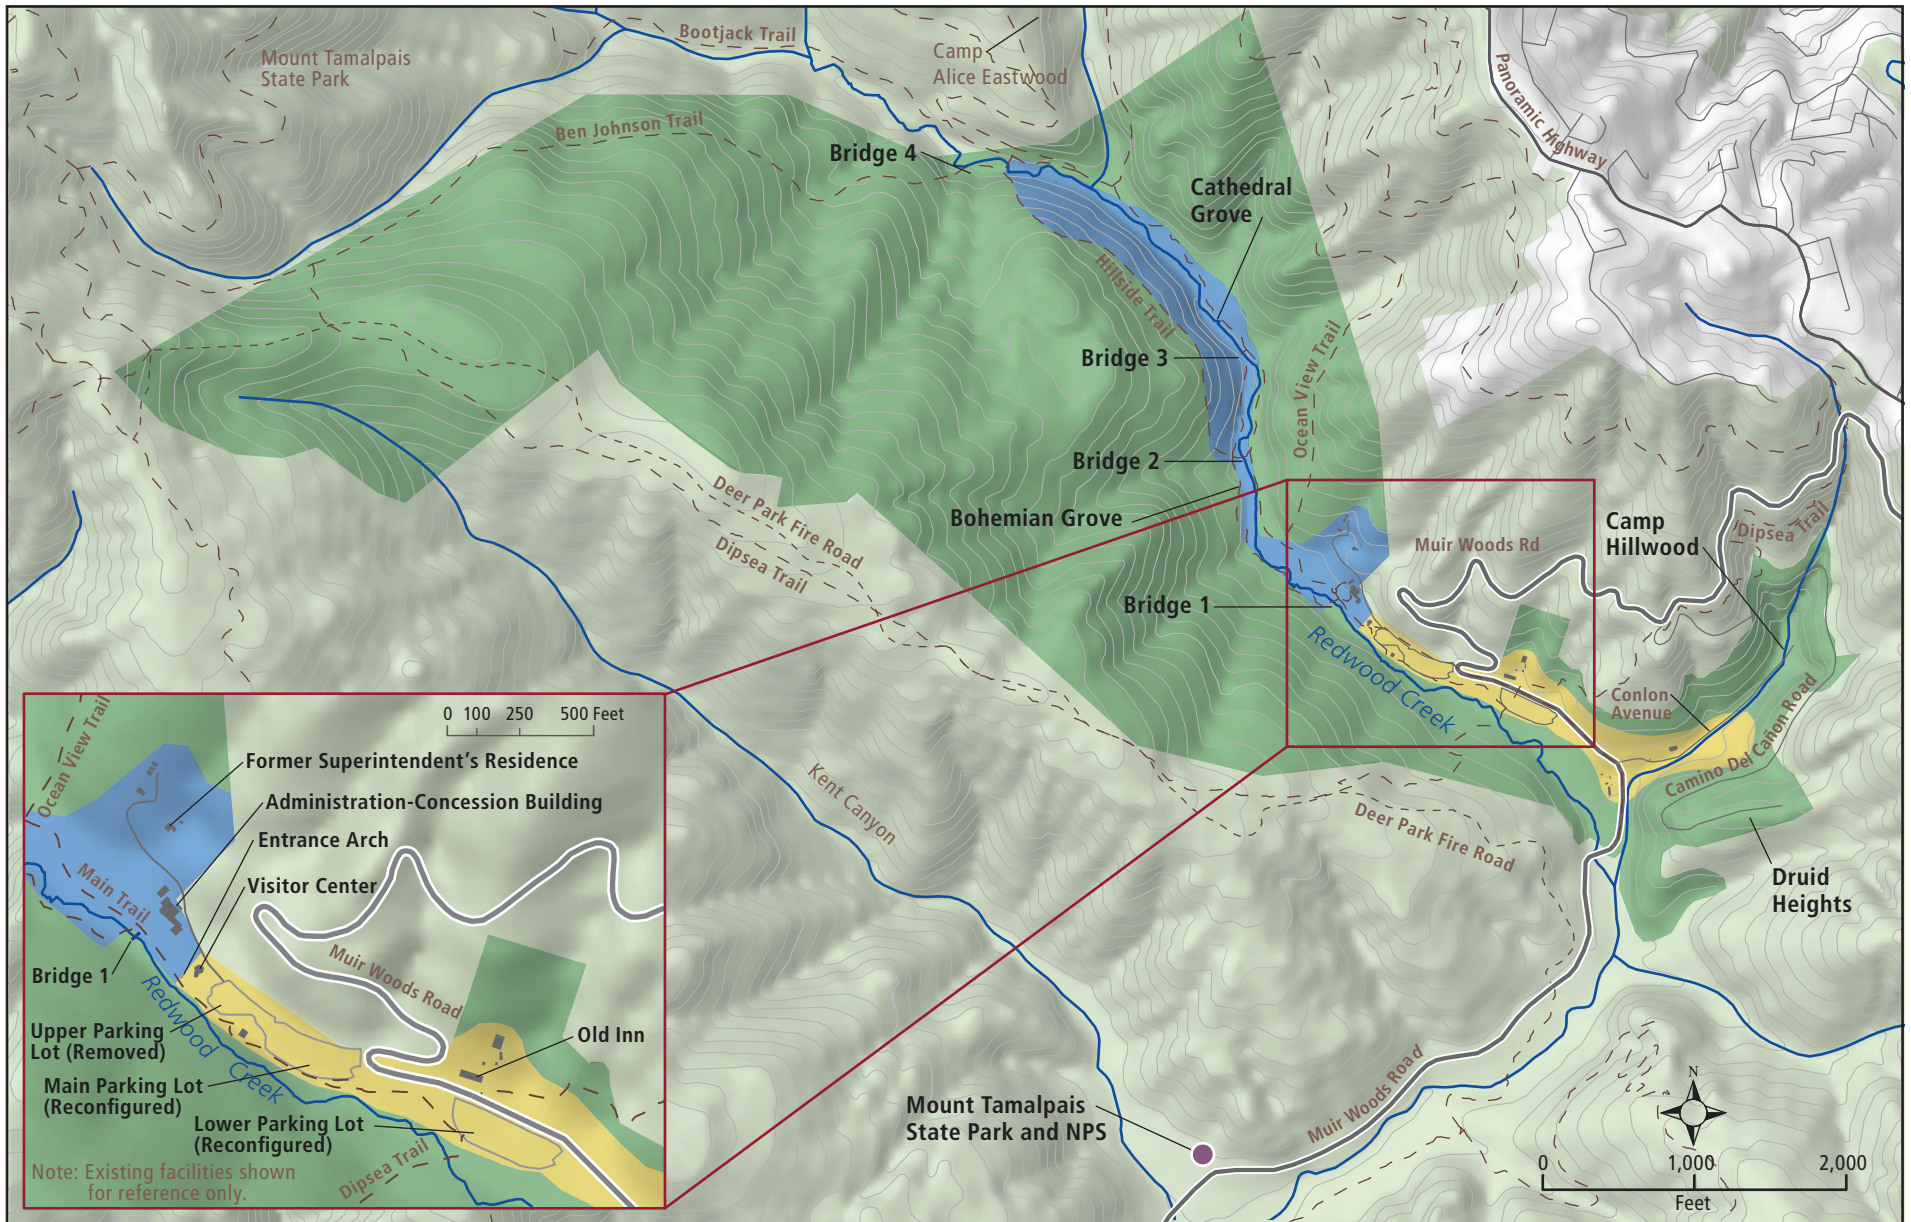 Bootjack Trail
Mount Tamalpais
State Park
Camp
Alice Eastwood
Panoramic Highway
Ben Johnson Trail
Bridge 4
Cathedral
Grove
Hillside Trail
Bridge 3
Ocean View Trail
Bridge 2
Deer Park Fire Road
Dipsea Trail
Bohemian Grove
Muir Woods Rd
Camp
Hillwood
Dipsea Trail
Bridge 1
Redwood Creek
Conlon
Avenue
Camino Del Cañon Road
Kent Canyon
Deer Park Fire Road
Druid
Heights
Mount Tamalpais
State Park and NPS
Muir Woods Road
N
0
1,000
2,000
Feet
0 100 250 500 Feet
Ocean View Trail
Former Superintendent's Residence
Administration-Concession Building
Entrance Arch
Visitor Center
Main Trail
Bridge 1
Muir Woods Road
Redwood Creek
Upper Parking
Lot (Removed)
Old Inn
Main Parking Lot
(Reconfigured)
Lower Parking Lot
(Reconfigured)
Dipsea Trail
Note: Existing facilities shown
for reference only.